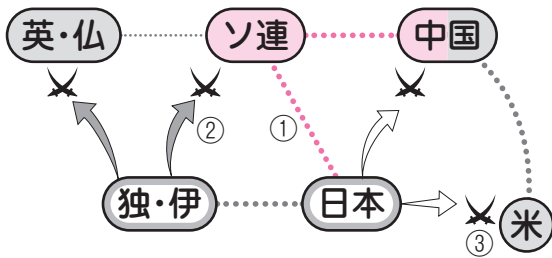 英・仏
ソ連
中国
②
①
独・伊
日本
米
③